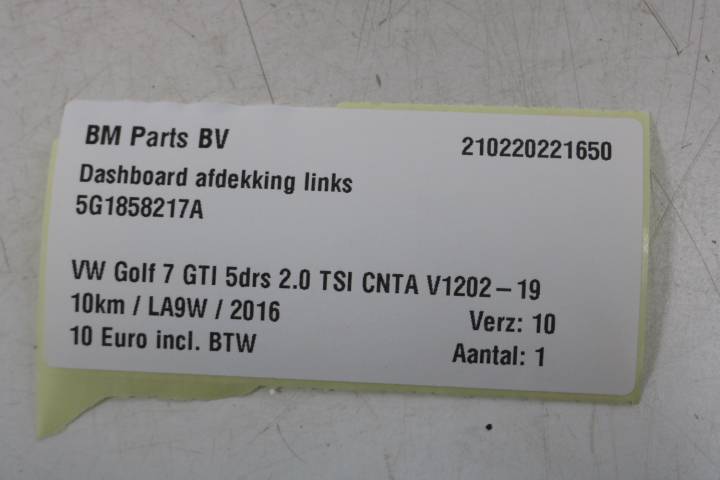 BM Parts BV 210220221650
Dashboard afdekking links
5G1858217A
VW Golf 7 GTI 5drs 2.0 TSI CNTA V1202-19
10km / LA9W / 2016 Verz: 10
10 Euro incl. BTW Aantal: 1